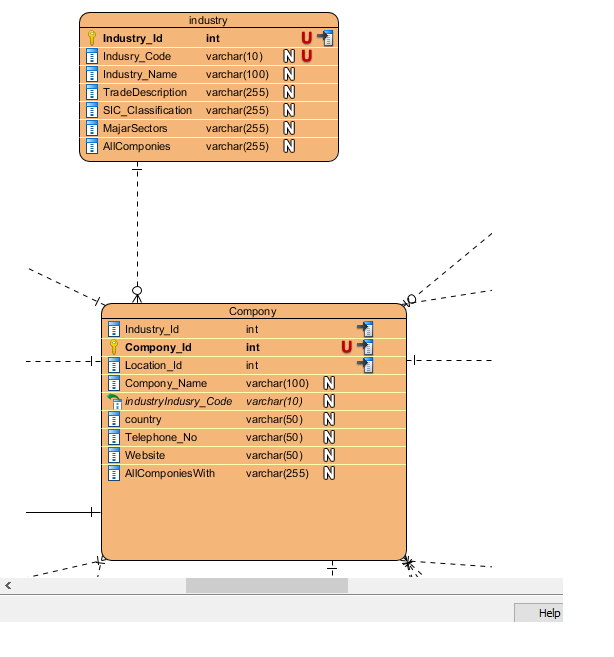 industry
Industry_Id int U
Indusry_Code varchar(10) N U
Industry_Name varchar(100) N
TradeDescription varchar(255) N
SIC_Classification varchar(255) N
MajarSectors varchar(255) N
AllComponies varchar(255) N
Compony
Industry_Id int
Compony_Id int U
Location_Id int
Compony_Name varchar(100) N
industryIndusry_Code varchar(10) N
country varchar(50) N
Telephone_No varchar(50) N
Website varchar(50) N
AllComponiesWith varchar(255) N
Help